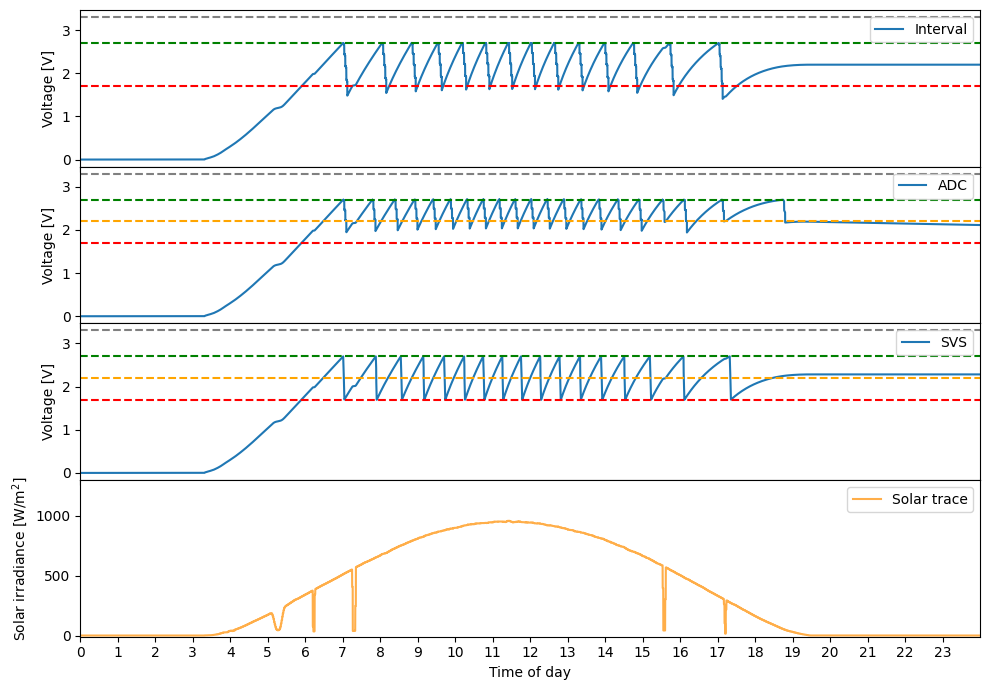 Voltage [V]
3
2
1
0
Interval
Voltage [V]
3
2
1
0
ADC
Voltage [V]
3
2
1
0
SVS
Solar irradiance [W/m²]
1000
500
0
Solar trace
0 1 2 3 4 5 6 7 8 9 10 11 12 13 14 15 16 17 18 19 20 21 22 23
Time of day